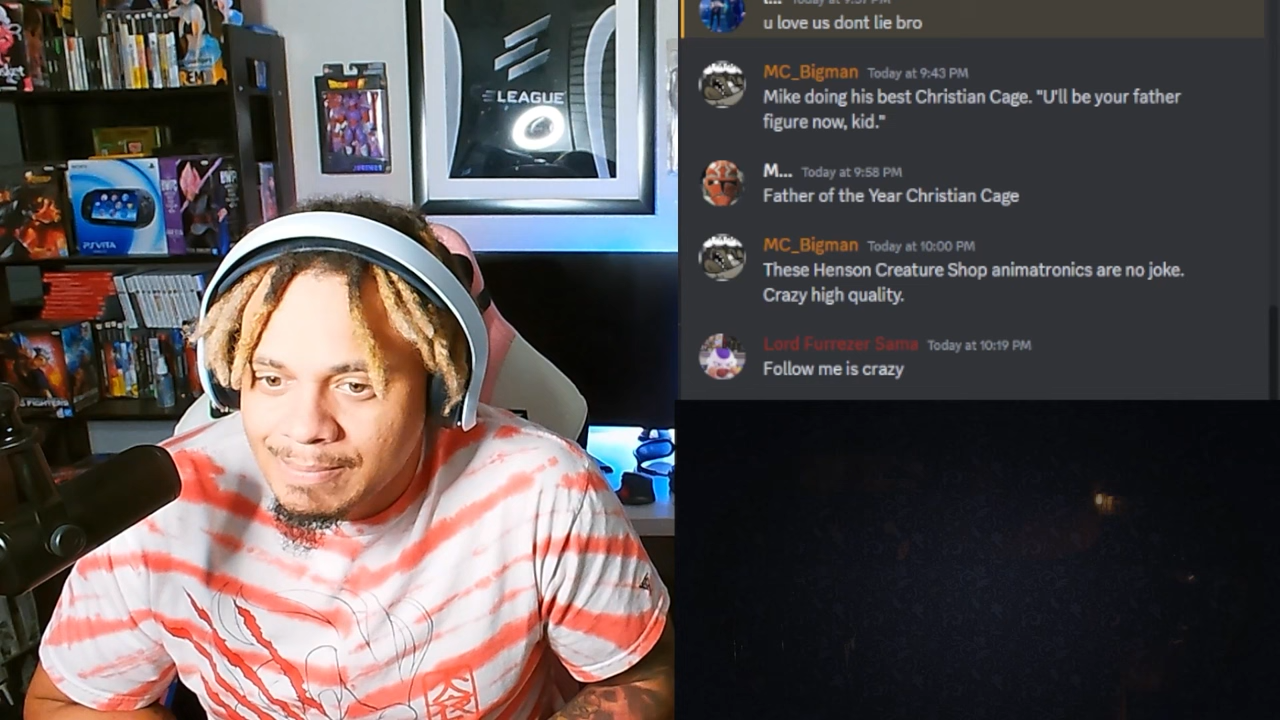 u love us dont lie bro
MC_Bigman Today at 9:43 PM
Mike doing his best Christian Cage. "U'll be your father
figure now, kid."
M... Today at 9:58 PM
Father of the Year Christian Cage
MC_Bigman Today at 10:00 PM
These Henson Creature Shop animatronics are no joke.
Crazy high quality.
Lord Furrezer Sama Today at 10:19 PM
Follow me is crazy
LEAGUE
PSVITA